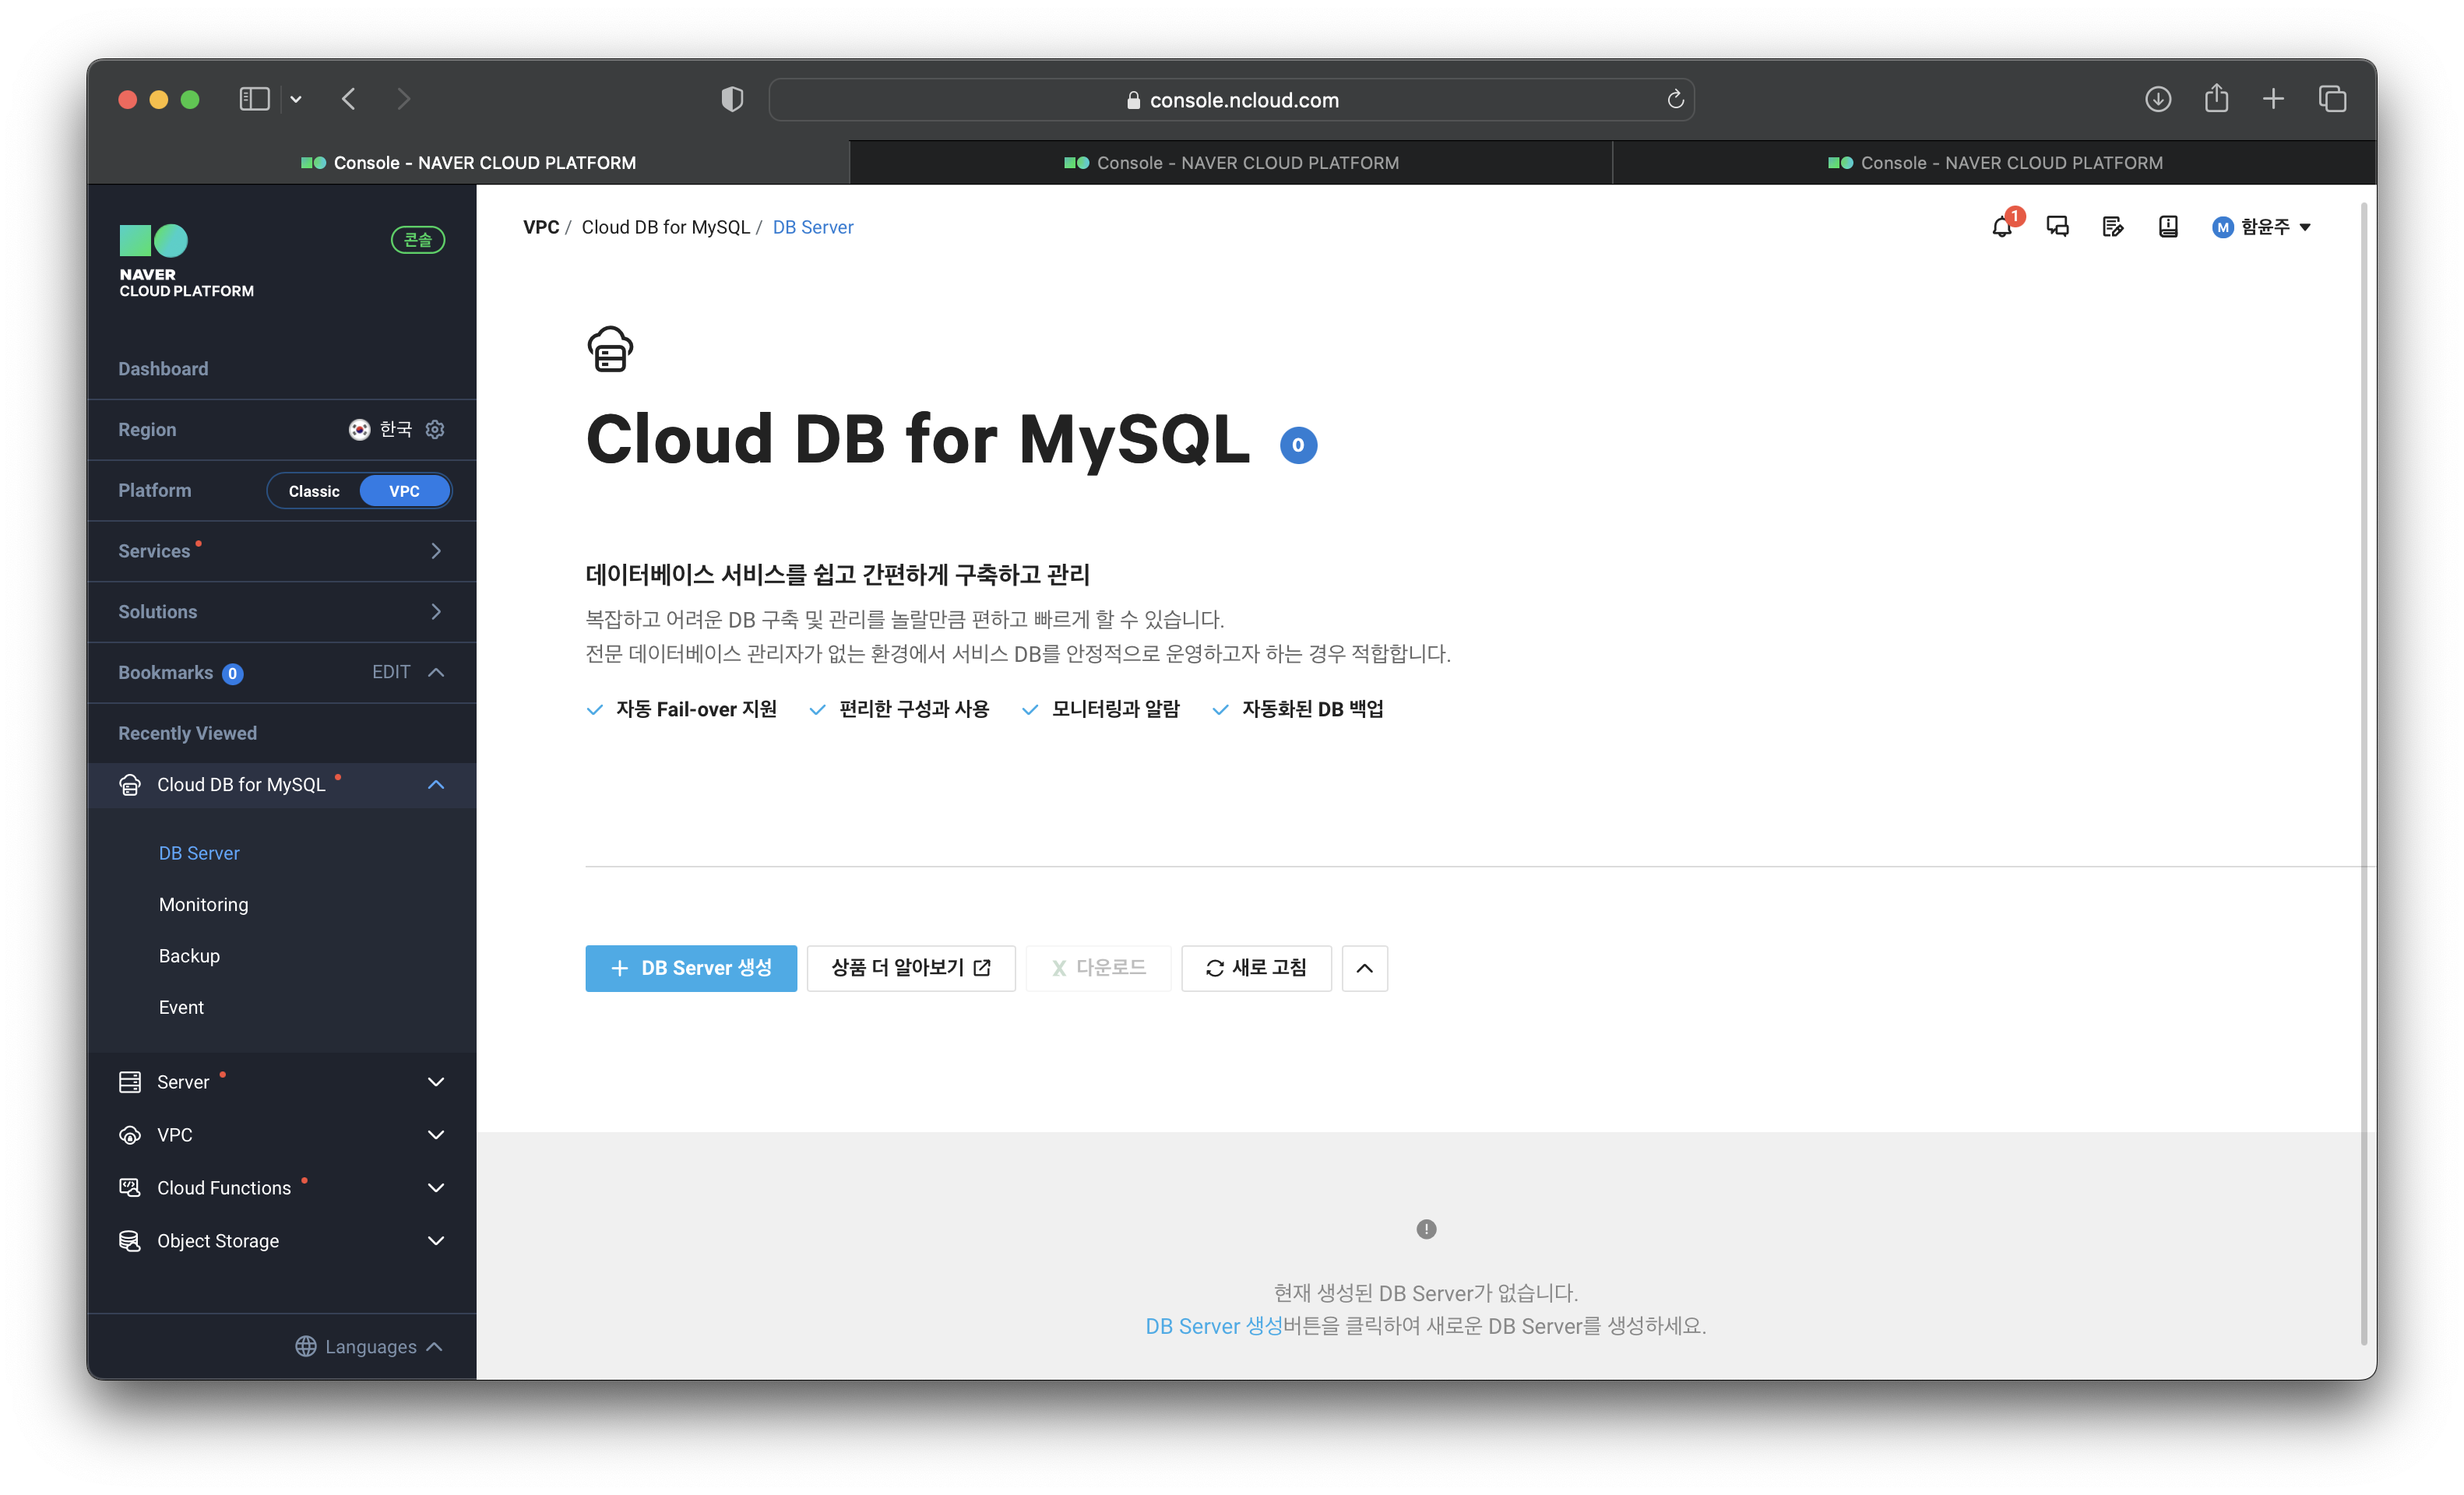 console.ncloud.com
Console - NAVER CLOUD PLATFORM
Console - NAVER CLOUD PLATFORM
Console - NAVER CLOUD PLATFORM
NAVER
CLOUD PLATFORM
콘솔
Dashboard
Region 한국
Platform Classic VPC
Services
Solutions
Bookmarks 0 EDIT
Recently Viewed
Cloud DB for MySQL
DB Server
Monitoring
Backup
Event
Server
VPC
Cloud Functions
Object Storage
Languages
VPC / Cloud DB for MySQL / DB Server
1
M 함윤주
Cloud DB for MySQL 0
데이터베이스 서비스를 쉽고 간편하게 구축하고 관리
복잡하고 어려운 DB 구축 및 관리를 놀랄만큼 편하고 빠르게 할 수 있습니다.
전문 데이터베이스 관리자가 없는 환경에서 서비스 DB를 안정적으로 운영하고자 하는 경우 적합합니다.
자동 Fail-over 지원 편리한 구성과 사용 모니터링과 알람 자동화된 DB 백업
+ DB Server 생성 상품 더 알아보기 X 다운로드 새로 고침
현재 생성된 DB Server가 없습니다.
DB Server 생성버튼을 클릭하여 새로운 DB Server를 생성하세요.